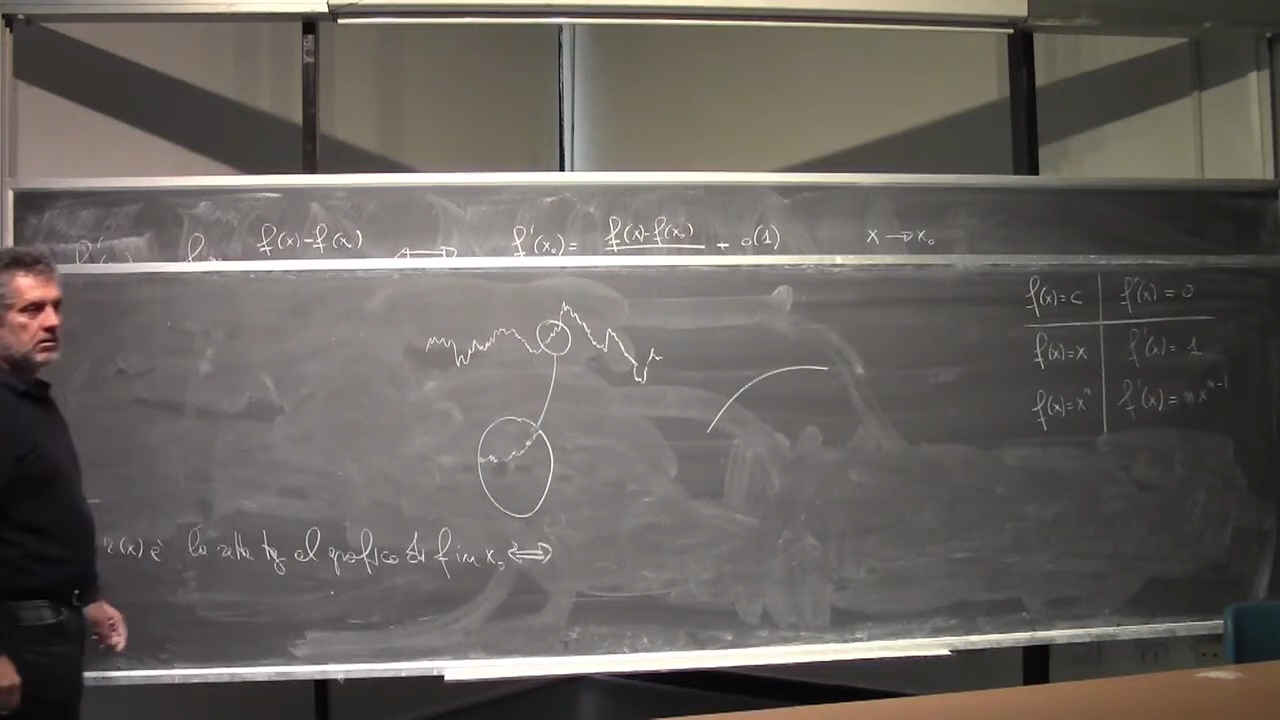 f(x)-f(x₀) ⟷ f'(x₀)= f(x)-f(x₀) + o(1) x → x₀
f(x)=c f'(x)=0
f(x)=x f'(x)=1
f(x)=xⁿ f'(x)=n xⁿ⁻¹
r(x) è la retta tg al grafico di f in x₀ ⟺